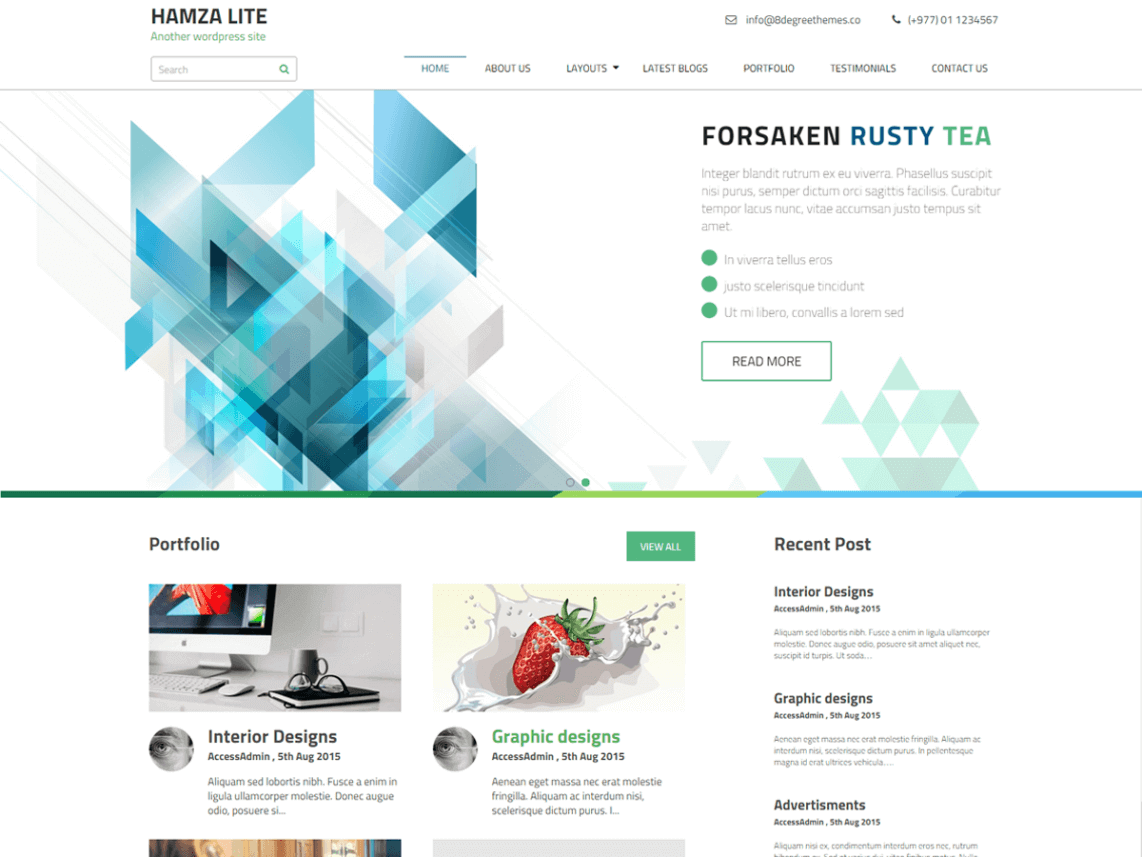 HAMZA LITE
Another wordpress site
info@8degreethemes.co
(+977) 01 1234567
Search
HOME
ABOUT US
LAYOUTS
LATEST BLOGS
PORTFOLIO
TESTIMONIALS
CONTACT US
FORSAKEN RUSTY TEA
Integer blandit rutrum ex eu viverra. Phasellus suscipit
nisi purus, semper dictum orci sagittis facilisis. Curabitur
tempor lacus nunc, vitae accumsan justo tempus sit
amet.
In viverra tellus eros
justo scelerisque tincidunt
Ut mi libero, convallis a lorem sed
READ MORE
Portfolio
VIEW ALL
Interior Designs
AccessAdmin , 5th Aug 2015
Aliquam sed lobortis nibh. Fusce a enim in
ligula ullamcorper molestie. Donec augue
odio, posuere si...
Graphic designs
AccessAdmin , 5th Aug 2015
Aenean eget massa nec erat molestie
fringilla. Aliquam ac interdum nisi,
scelerisque dictum purus. I...
Recent Post
Interior Designs
AccessAdmin , 5th Aug 2015
Aliquam sed lobortis nibh. Fusce a enim in ligula ullamcorper
molestie. Donec augue odio, posuere sit amet aliquet nec,
suscipit id turpis. Ut soda...
Graphic designs
AccessAdmin , 5th Aug 2015
Aenean eget massa nec erat molestie fringilla. Aliquam ac
interdum nisi, scelerisque dictum purus. In pellentesque
magna id erat ultrices vehicula....
Advertisments
AccessAdmin , 5th Aug 2015
Aliquam nisi ex, condimentum interdum eros nec, rutrum